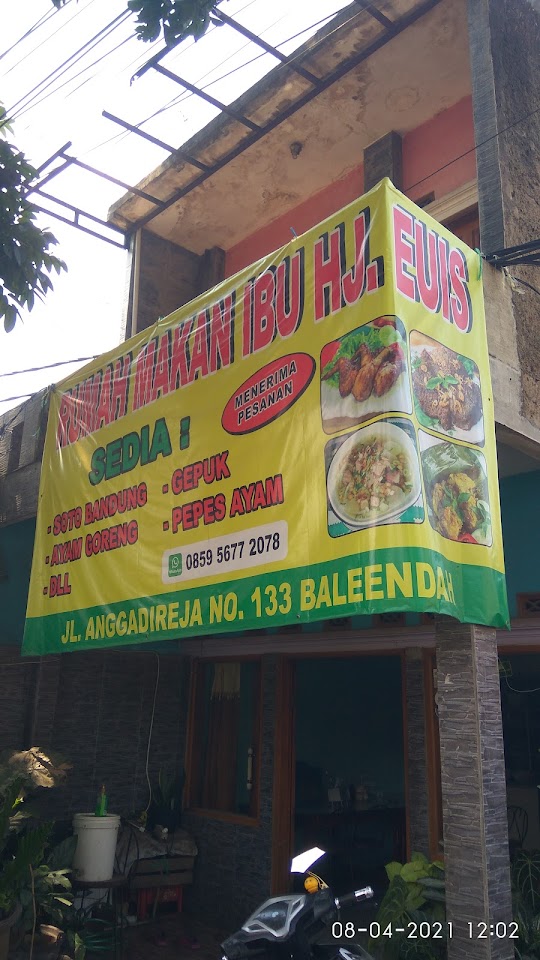 RUMAH MAKAN IBU HJ. EUIS
MENERIMA
PESANAN
SEDIA :
- SOTO BANDUNG
- AYAM GORENG
- DLL
- GEPUK
- PEPES AYAM
0859 5677 2078
JL. ANGGADIREJA NO. 133 BALEENDAH
08-04-2021 12:02